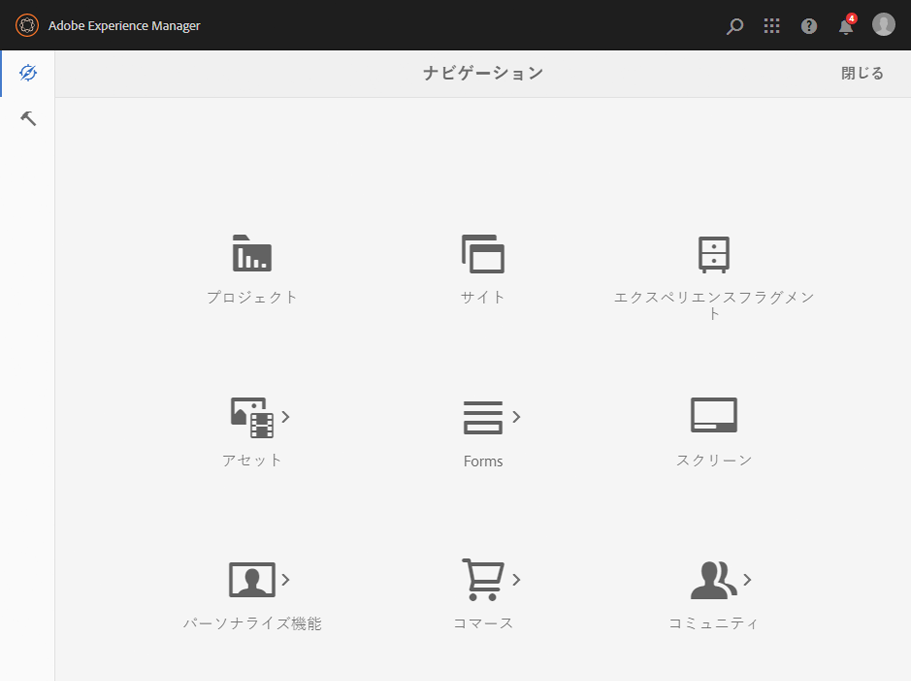 Adobe Experience Manager
4
ナビゲーション
閉じる
プロジェクト
サイト
エクスペリエンスフラグメン
ト
アセット
Forms
スクリーン
パーソナライズ機能
コマース
コミュニティ